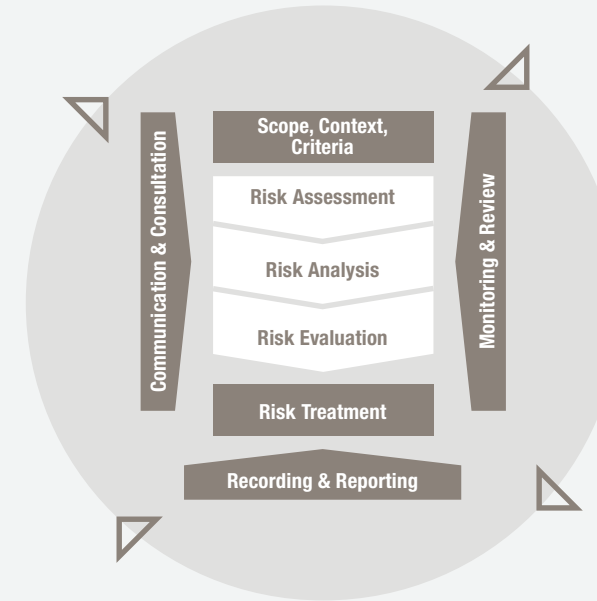 Scope, Context,
Criteria
Communication & Consultation
Risk Assessment
Risk Analysis
Risk Evaluation
Monitoring & Review
Risk Treatment
Recording & Reporting